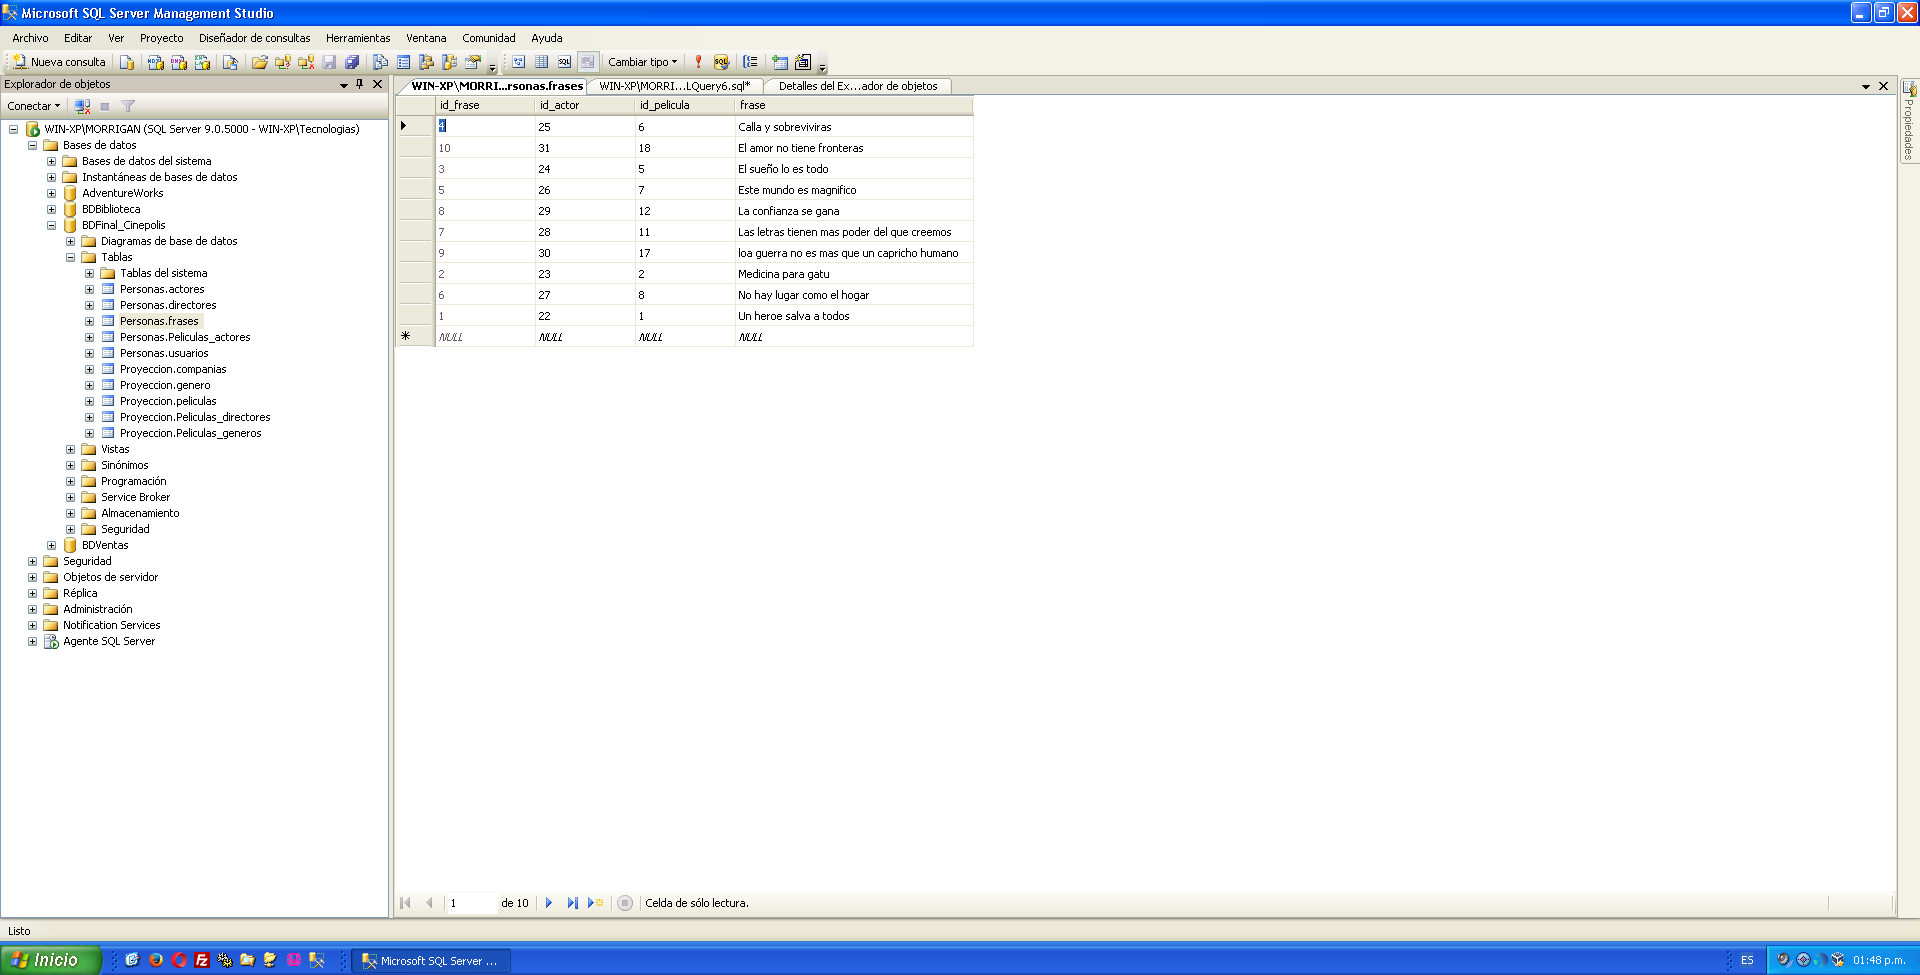 Microsoft SQL Server Management Studio
Archivo Editar Ver Proyecto Diseñador de consultas Herramientas Ventana Comunidad Ayuda
Nueva consulta SQL Cambiar tipo
Explorador de objetos
WIN-XP\MORRI...rsonas.frases WIN-XP\MORRI...LQuery6.sql* Detalles del Ex...ador de objetos
Conectar
WIN-XP\MORRIGAN (SQL Server 9.0.5000 - WIN-XP\Tecnologias)
Bases de datos
Bases de datos del sistema
Instantáneas de bases de datos
AdventureWorks
BDBiblioteca
BDFinal_Cinepolis
Diagramas de base de datos
Tablas
Tablas del sistema
Personas.actores
Personas.directores
Personas.frases
Personas.Peliculas_actores
Personas.usuarios
Proyeccion.companias
Proyeccion.genero
Proyeccion.peliculas
Proyeccion.Peliculas_directores
Proyeccion.Peliculas_generos
Vistas
Sinónimos
Programación
Service Broker
Almacenamiento
Seguridad
BDVentas
Seguridad
Objetos de servidor
Réplica
Administración
Notification Services
Agente SQL Server
id_frase id_actor id_pelicula frase
4 25 6 Calla y sobreviviras
10 31 18 El amor no tiene fronteras
3 24 5 El sueño lo es todo
5 26 7 Este mundo es magnifico
8 29 12 La confianza se gana
7 28 11 Las letras tienen mas poder del que creemos
9 30 17 loa guerra no es mas que un capricho humano
2 23 2 Medicina para gatu
6 27 8 No hay lugar como el hogar
1 22 1 Un heroe salva a todos
NULL NULL NULL NULL
Propiedades
1 de 10 Celda de sólo lectura.
Listo
Inicio Microsoft SQL Server ... ES 01:48 p.m.